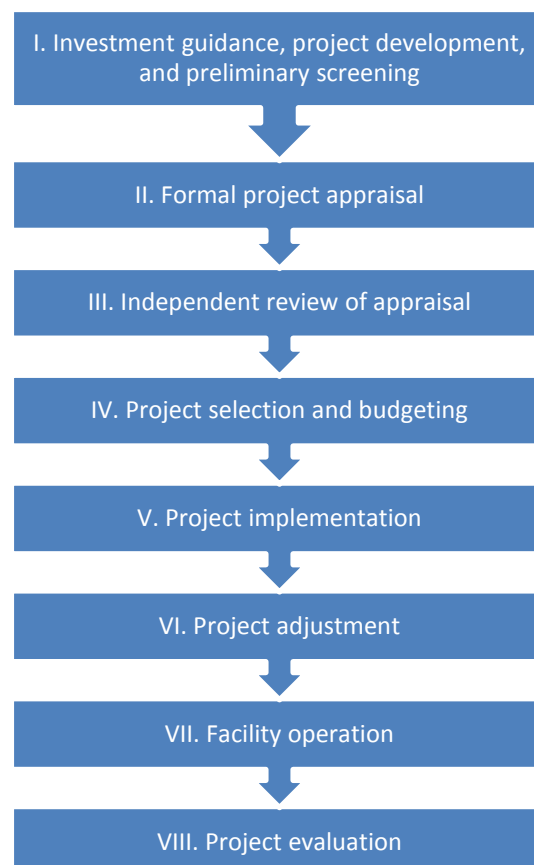 I. Investment guidance, project development,
and preliminary screening
II. Formal project appraisal
III. Independent review of appraisal
IV. Project selection and budgeting
V. Project implementation
VI. Project adjustment
VII. Facility operation
VIII. Project evaluation